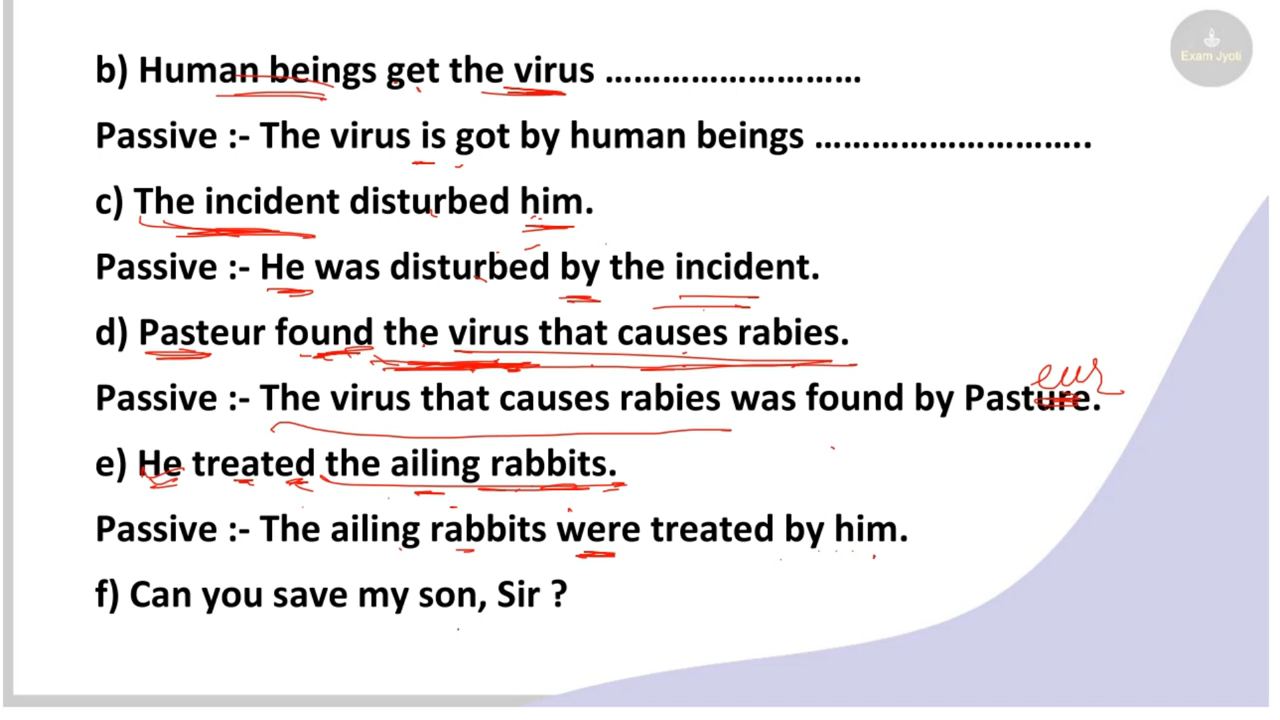 Exam Jyoti
b) Human beings get the virus ...........................
Passive :- The virus is got by human beings .............................
c) The incident disturbed him.
Passive :- He was disturbed by the incident.
d) Pasteur found the virus that causes rabies.
eur
Passive :- The virus that causes rabies was found by Pasture.
e) He treated the ailing rabbits.
Passive :- The ailing rabbits were treated by him.
f) Can you save my son, Sir ?